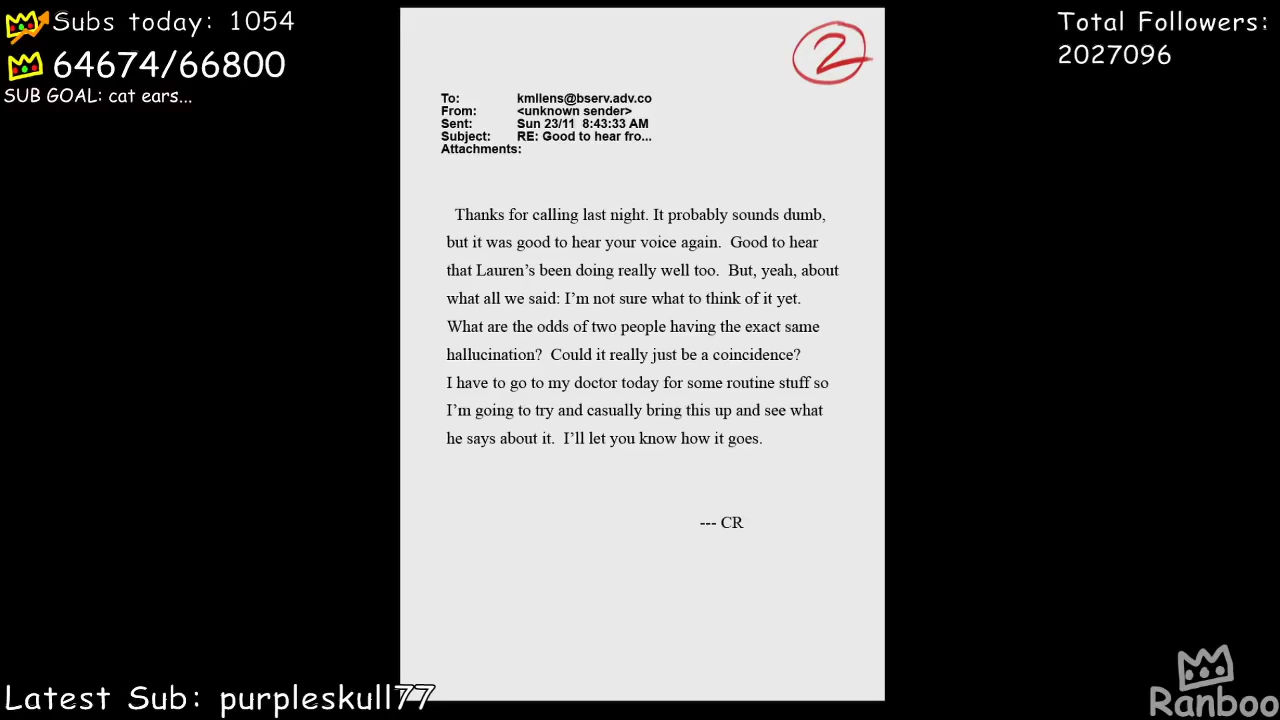 Subs today: 1054
64674/66800
SUB GOAL: cat ears...
Total Followers:
2027096
2
To: kmllens@bserv.adv.co
From: <unknown sender>
Sent: Sun 23/11 8:43:33 AM
Subject: RE: Good to hear fro...
Attachments:
Thanks for calling last night. It probably sounds dumb,
but it was good to hear your voice again.  Good to hear
that Lauren’s been doing really well too.  But, yeah, about
what all we said: I’m not sure what to think of it yet.
What are the odds of two people having the exact same
hallucination?  Could it really just be a coincidence?
I have to go to my doctor today for some routine stuff so
I’m going to try and casually bring this up and see what
he says about it.  I’ll let you know how it goes.
--- CR
Latest Sub: purpleskull77
Ranboo